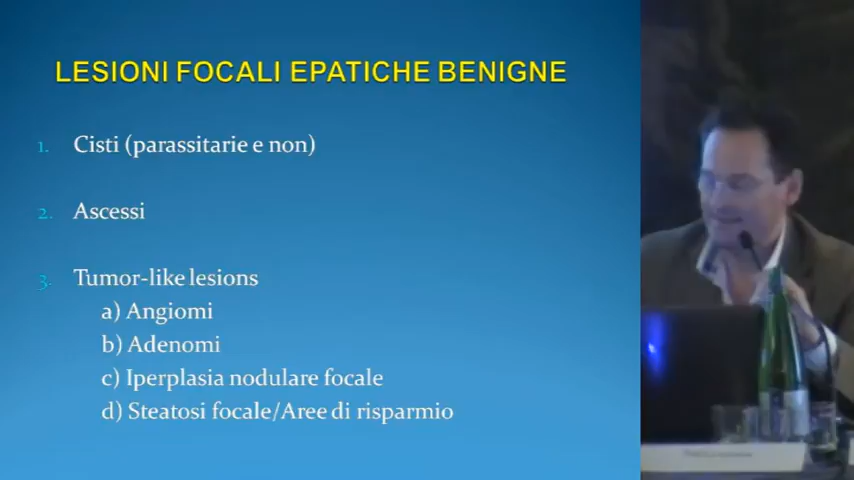 LESIONI FOCALI EPATICHE BENIGNE
1. Cisti (parassitarie e non)
2. Ascessi
3. Tumor-like lesions
a) Angiomi
b) Adenomi
c) Iperplasia nodulare focale
d) Steatosi focale/Aree di risparmio